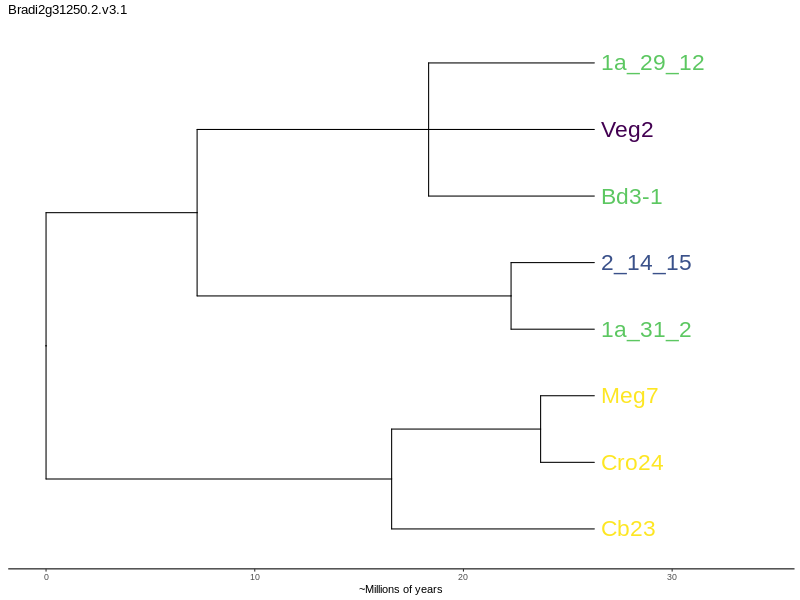 Bradi2g31250.2.v3.1
1a_29_12
Veg2
Bd3-1
2_14_15
1a_31_2
Meg7
Cro24
Cb23
0 10 20 30
~Millions of years